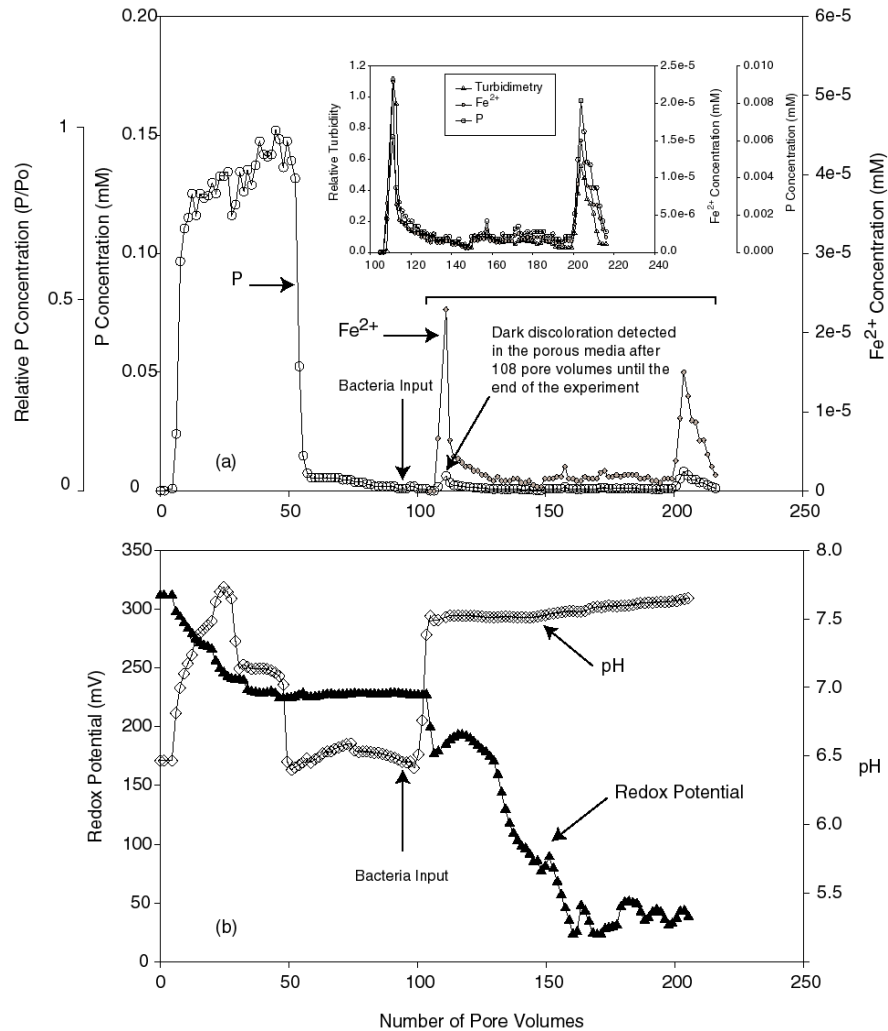 0.20
0.15
0.10
0.05
0
P Concentration (mM)
1
0.5
0
Relative P Concentration (P/Po)
6e-5
5e-5
4e-5
3e-5
2e-5
1e-5
0
Fe2+ Concentration (mM)
1.2
1.0
0.8
0.6
0.4
0.2
0.0
Relative Turbidity
Turbidimetry
Fe2+
P
2.5e-5
2.0e-5
1.5e-5
1.0e-5
5.0e-6
0.0
Fe2+ Concentration (mM)
0.010
0.008
0.006
0.004
0.002
0.000
P Concentration (mM)
100 120 140 160 180 200 220 240
P
Fe2+
Bacteria Input
Dark discoloration detected
in the porous media after
108 pore volumes until the
end of the experiment
(a)
0 50 100 150 200 250
350
300
250
200
150
100
50
0
Redox Potential (mV)
8.0
7.5
7.0
6.5
6.0
5.5
pH
pH
Redox Potential
Bacteria Input
(b)
0 50 100 150 200 250
Number of Pore Volumes